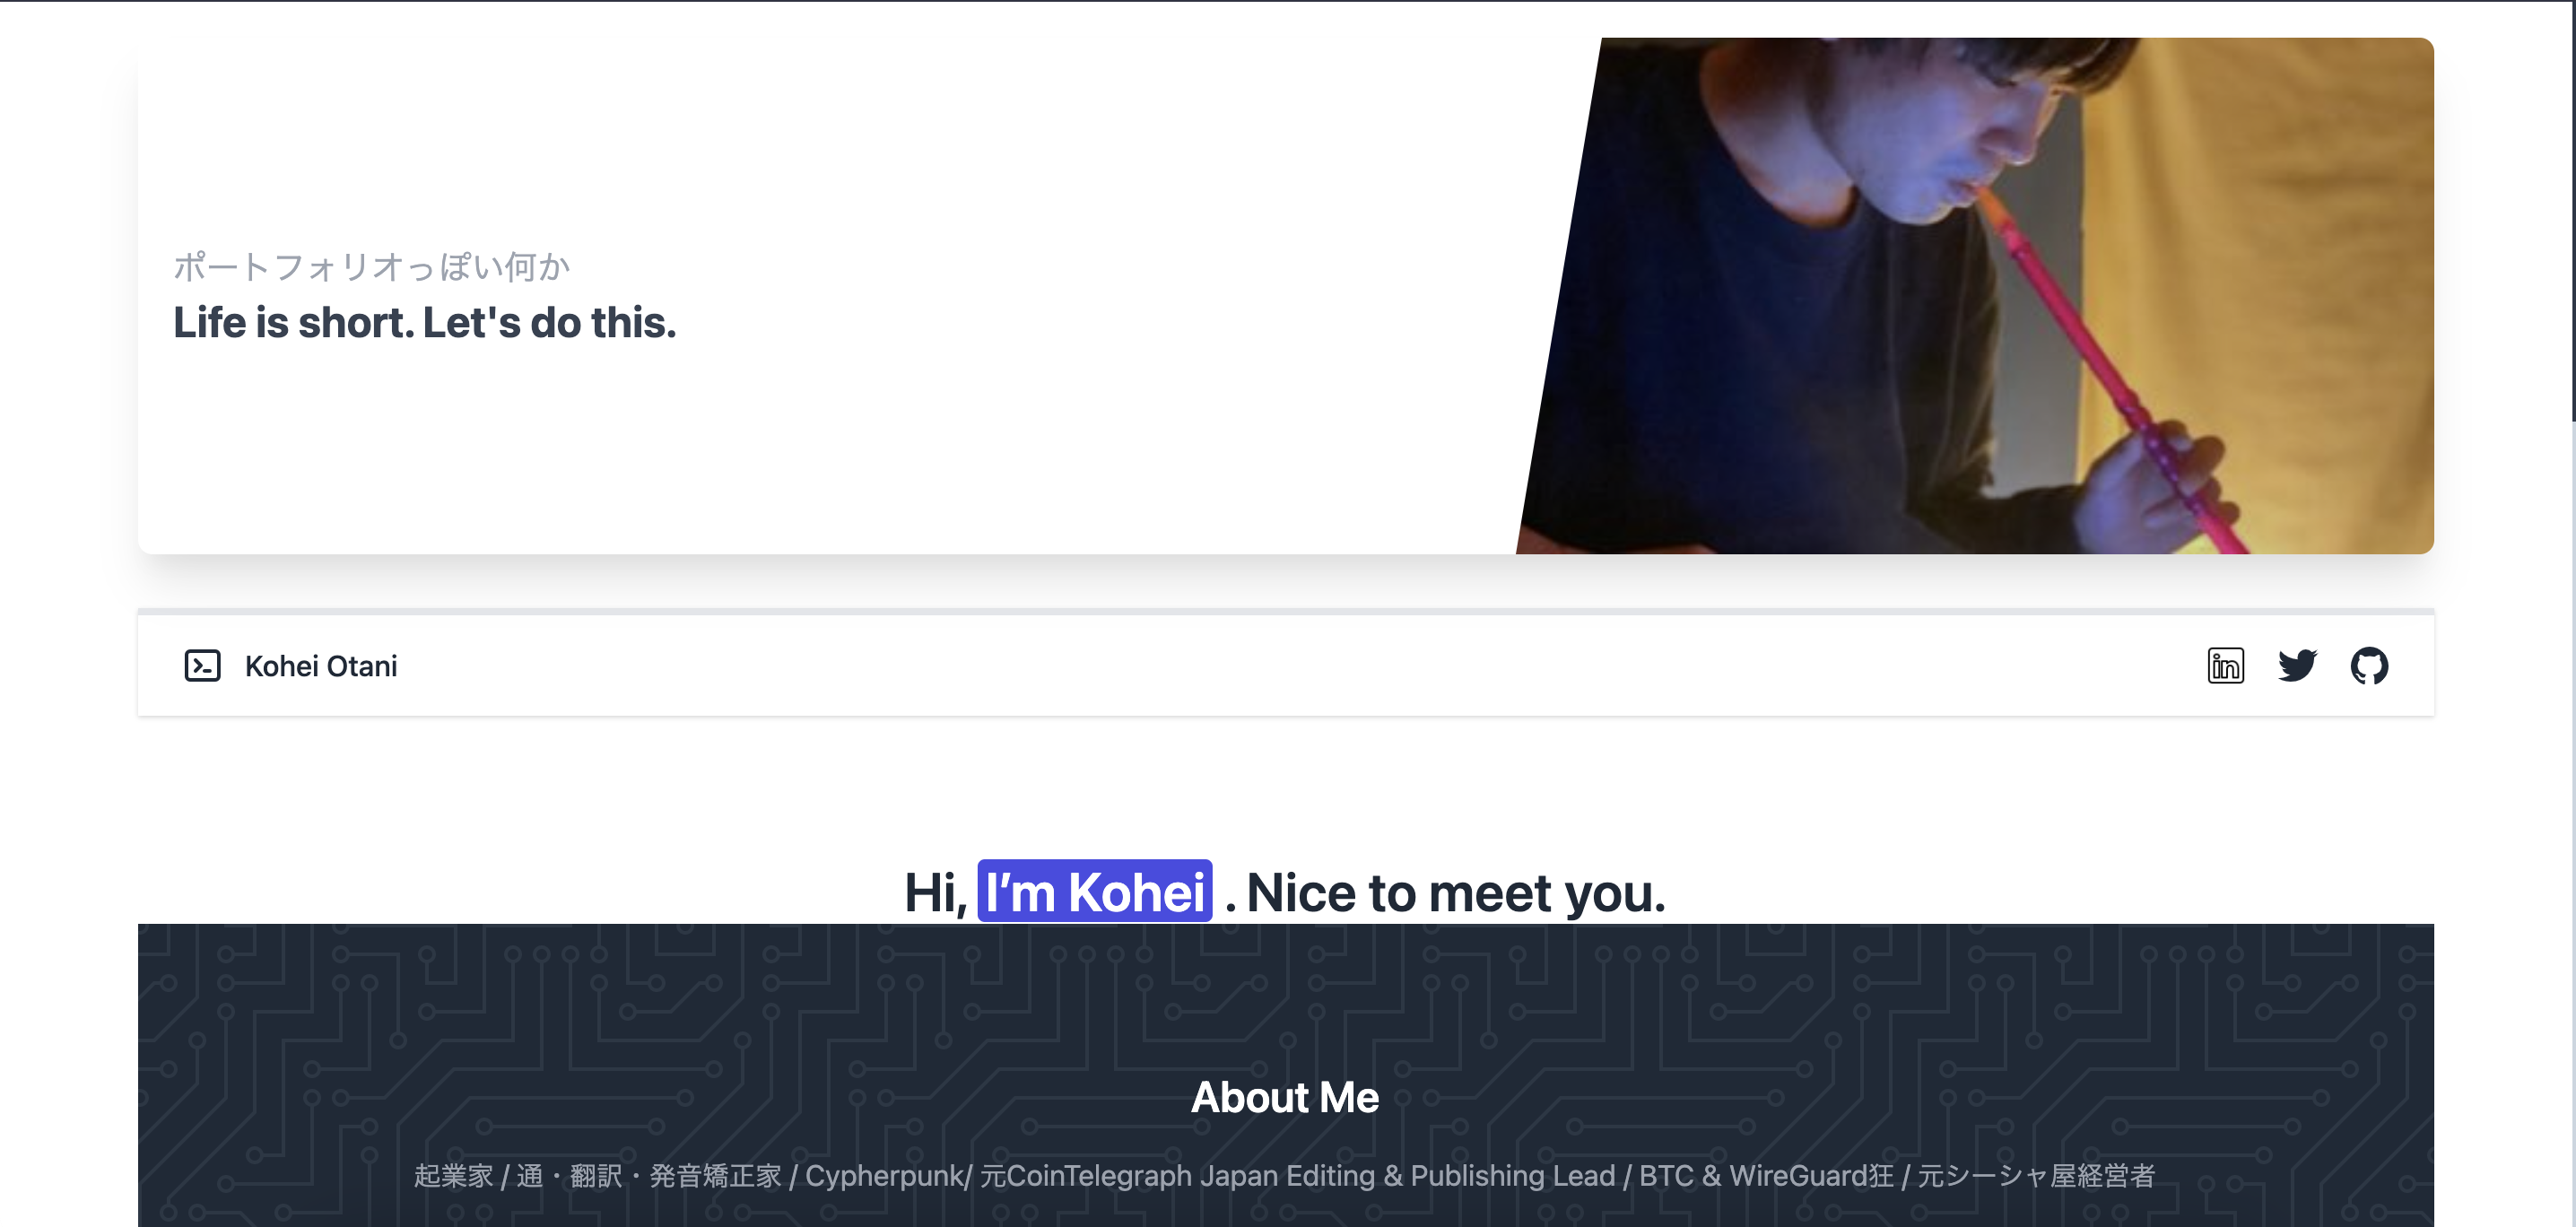 ポートフォリオっぽい何か
Life is short. Let's do this.
Kohei Otani
in
Hi, I’m Kohei . Nice to meet you.
About Me
起業家 / 通・翻訳・発音矯正家 / Cypherpunk/ 元CoinTelegraph Japan Editing & Publishing Lead / BTC & WireGuard狂 / 元シーシャ屋経営者